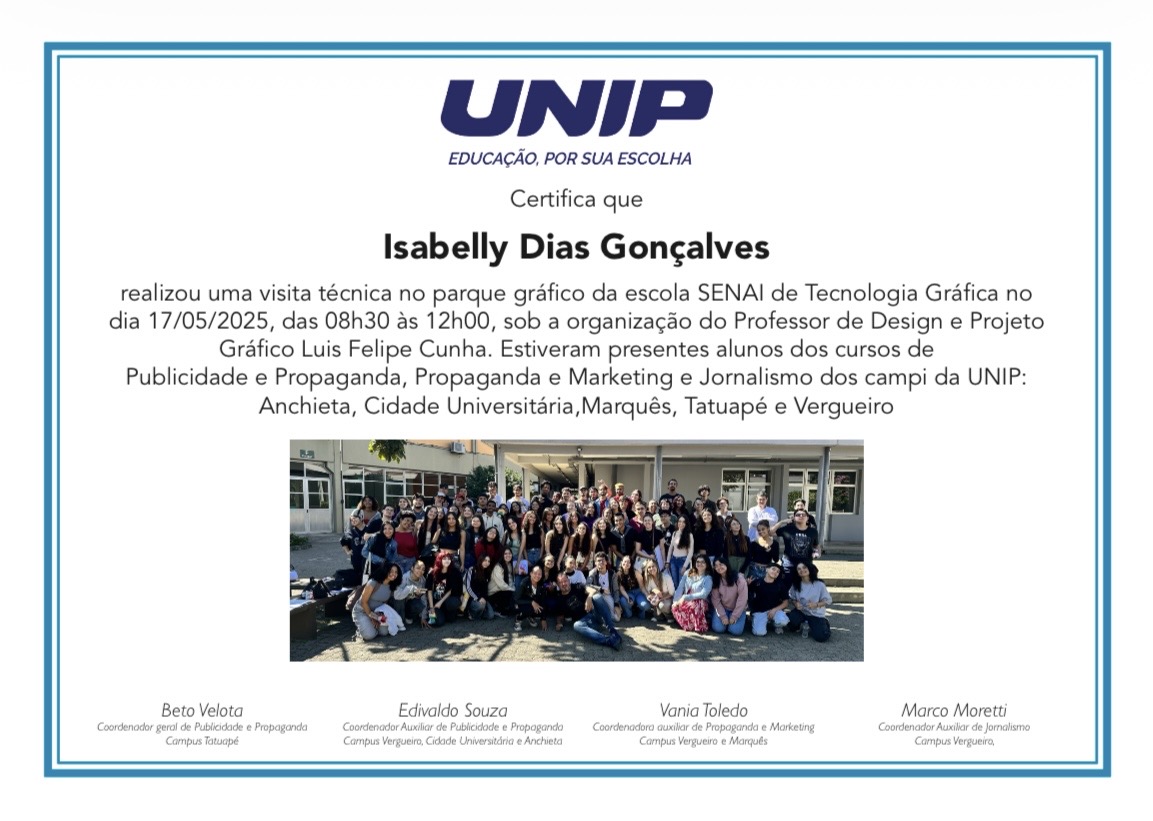 UNIP
EDUCAÇÃO, POR SUA ESCOLHA
Certifica que
Isabelly Dias Gonçalves
realizou uma visita técnica no parque gráfico da escola SENAI de Tecnologia Gráfica no
dia 17/05/2025, das 08h30 às 12h00, sob a organização do Professor de Design e Projeto
Gráfico Luis Felipe Cunha. Estiveram presentes alunos dos cursos de
Publicidade e Propaganda, Propaganda e Marketing e Jornalismo dos campi da UNIP:
Anchieta, Cidade Universitária,Marquês, Tatuapé e Vergueiro
Beto Velota
Coordenador geral de Publicidade e Propaganda
Campus Tatuapé
Edivaldo Souza
Coordenador Auxiliar de Publicidade e Propaganda
Campus Vergueiro, Cidade Universitária e Anchieta
Vania Toledo
Coordenadora auxiliar de Propaganda e Marketing
Campus Vergueiro e Marquês
Marco Moretti
Coordenador Auxiliar de Jornalismo
Campus Vergueiro,